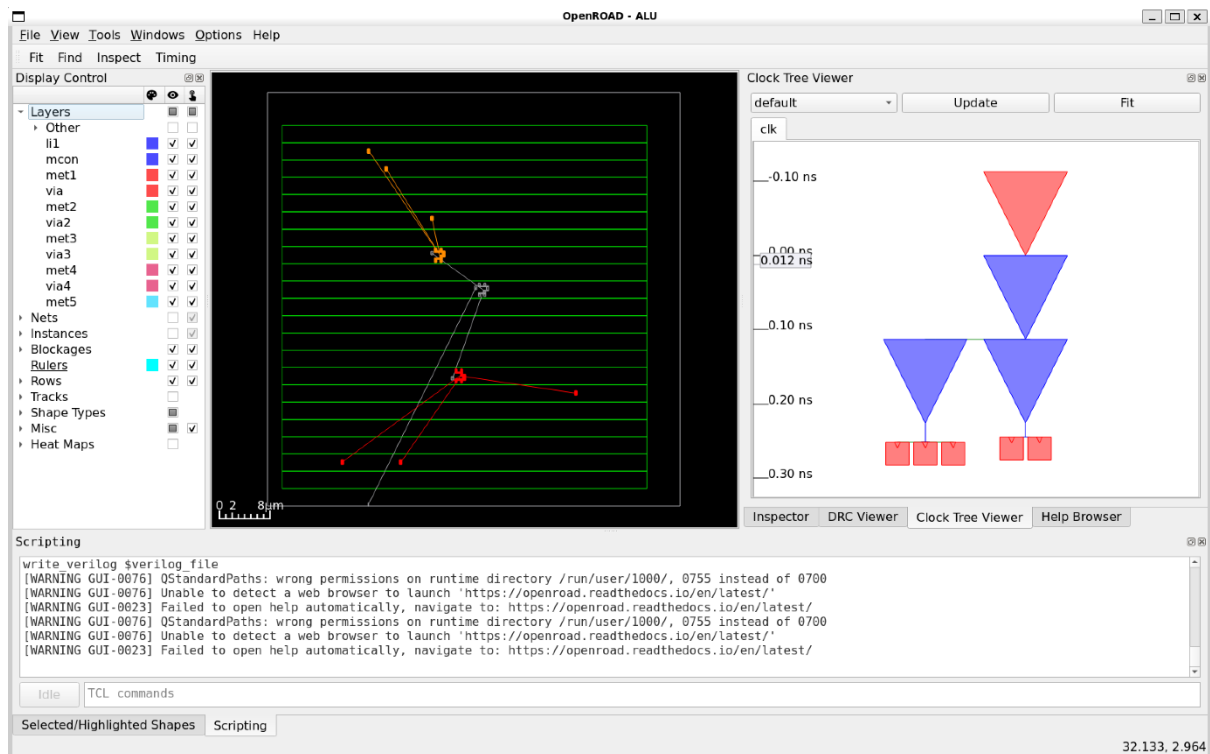 OpenROAD - ALU
File View Tools Windows Options Help
Fit Find Inspect Timing
Display Control
Layers
Other
li1
mcon
met1
via
met2
via2
met3
via3
met4
via4
met5
Nets
Instances
Blockages
Rulers
Rows
Tracks
Shape Types
Misc
Heat Maps
0 2 8μm
Clock Tree Viewer
default Update Fit
clk
-0.10 ns
0.00 ns
0.012 ns
0.10 ns
0.20 ns
0.30 ns
Inspector DRC Viewer Clock Tree Viewer Help Browser
Scripting
write_verilog $verilog_file
[WARNING GUI-0076] QStandardPaths: wrong permissions on runtime directory /run/user/1000/, 0755 instead of 0700
[WARNING GUI-0076] Unable to detect a web browser to launch 'https://openroad.readthedocs.io/en/latest/'
[WARNING GUI-0023] Failed to open help automatically, navigate to: https://openroad.readthedocs.io/en/latest/
[WARNING GUI-0076] QStandardPaths: wrong permissions on runtime directory /run/user/1000/, 0755 instead of 0700
[WARNING GUI-0076] Unable to detect a web browser to launch 'https://openroad.readthedocs.io/en/latest/'
[WARNING GUI-0023] Failed to open help automatically, navigate to: https://openroad.readthedocs.io/en/latest/
Idle TCL commands
Selected/Highlighted Shapes Scripting
32.133, 2.964